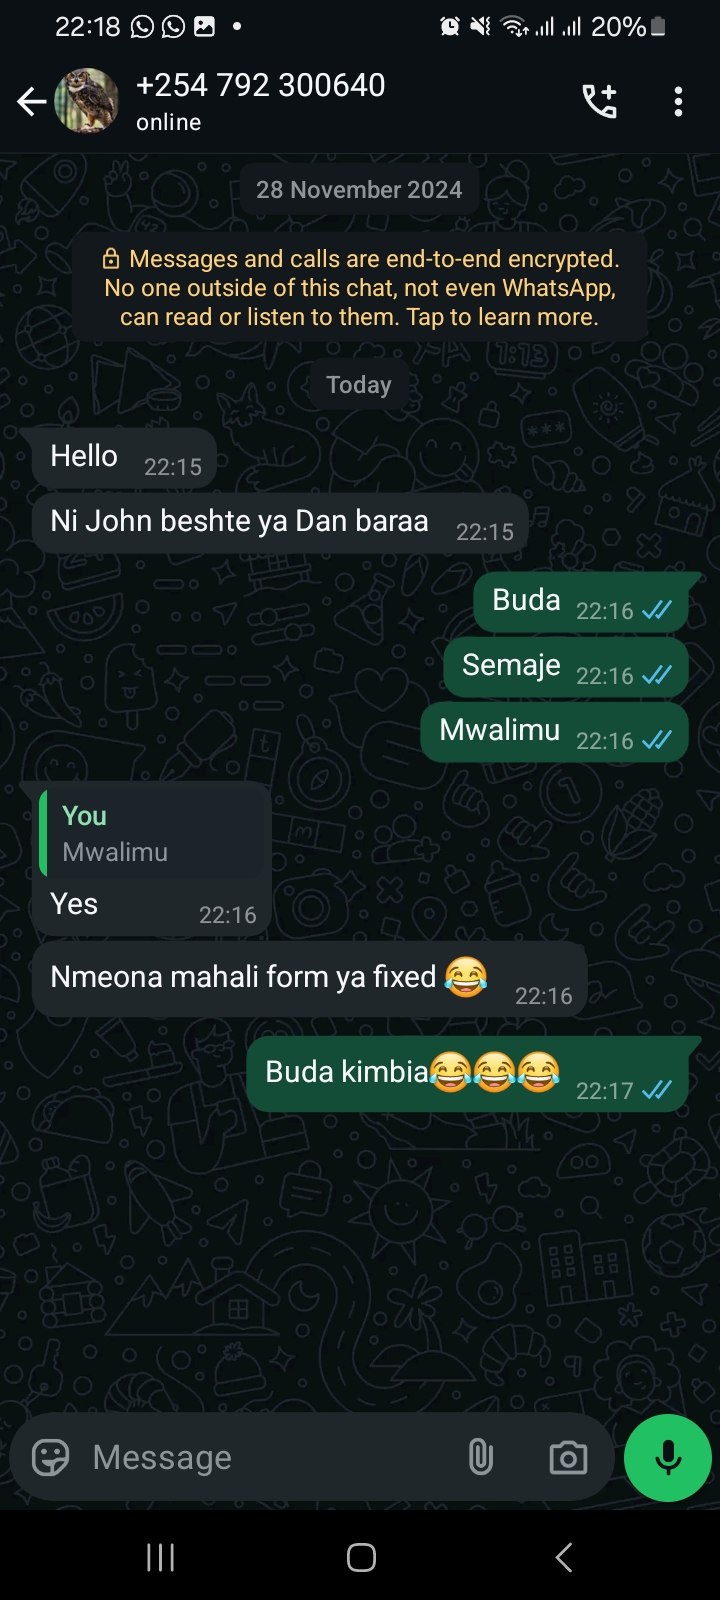 22:18
20%
+254 792 300640
online
28 November 2024
Messages and calls are end-to-end encrypted.
No one outside of this chat, not even WhatsApp,
can read or listen to them. Tap to learn more.
Today
Hello 22:15
Ni John beshte ya Dan baraa 22:15
Buda 22:16
Semaje 22:16
Mwalimu 22:16
You
Mwalimu
Yes 22:16
Nmeona mahali form ya fixed 😂 22:16
Buda kimbia😂😂😂 22:17
Message